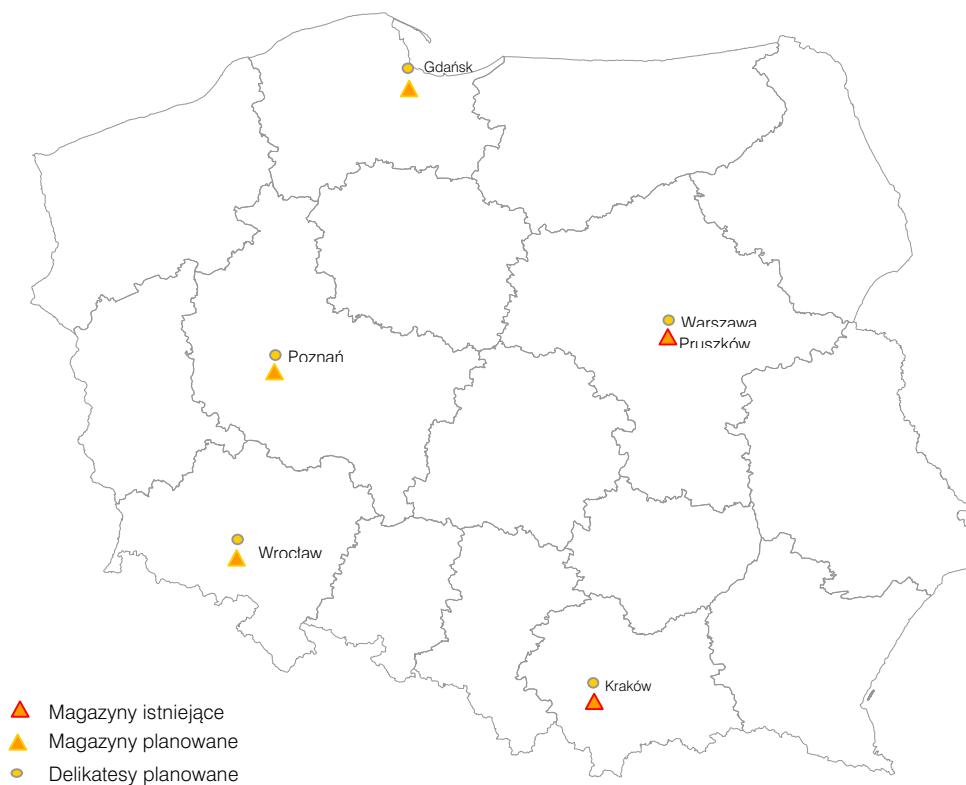 Gdańsk
Warszawa
Pruszków
Poznań
Wrocław
Kraków
Magazyny istniejące
Magazyny planowane
Delikatesy planowane